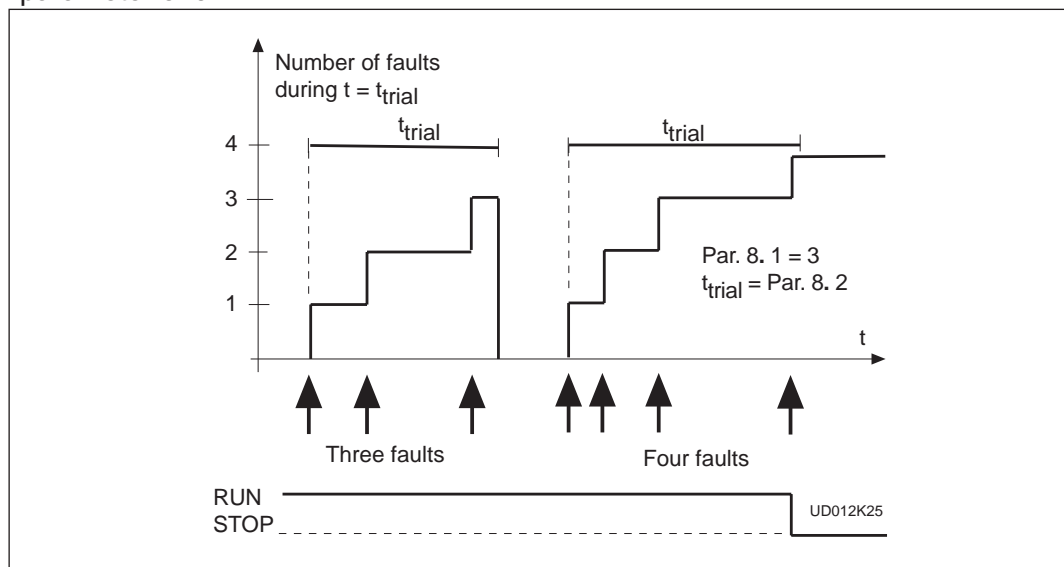 Number of faults
during t = ttrial
ttrial
ttrial
4
3
2
1
Par. 8. 1 = 3
ttrial = Par. 8. 2
t
Three faults
Four faults
RUN
STOP
UD012K25